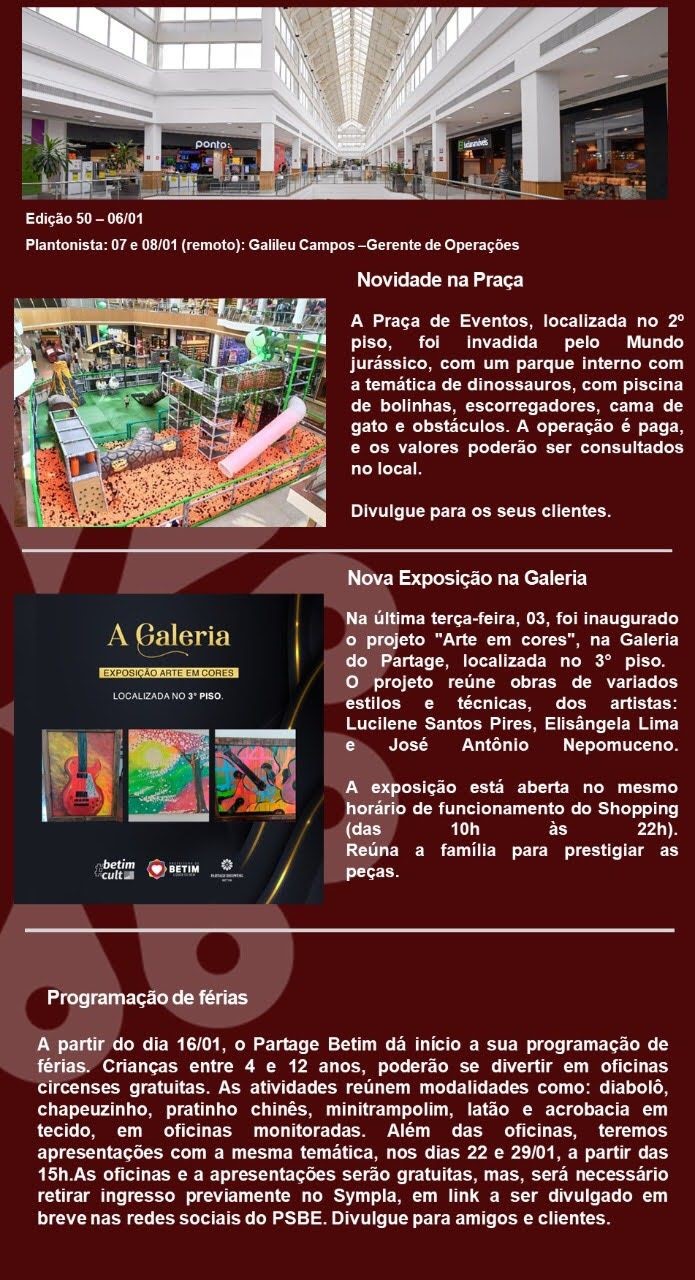 ponto:
lucianamóveis
Edição 50 – 06/01
Plantonista: 07 e 08/01 (remoto): Galileu Campos –Gerente de Operações
Novidade na Praça
A Praça de Eventos, localizada no 2º
piso, foi invadida pelo Mundo
jurássico, com um parque interno com
a temática de dinossauros, com piscina
de bolinhas, escorregadores, cama de
gato e obstáculos. A operação é paga,
e os valores poderão ser consultados
no local.
Divulgue para os seus clientes.
Nova Exposição na Galeria
A Galeria
EXPOSIÇÃO ARTE EM CORES
LOCALIZADA NO 3º PISO.
#betim
cult
PREFEITURA DE
BETIM
PARTAGE SHOPPING
BETIM
Na última terça-feira, 03, foi inaugurado
o projeto "Arte em cores", na Galeria
do Partage, localizada no 3° piso.
O projeto reúne obras de variados
estilos e técnicas, dos artistas:
Lucilene Santos Pires, Elisângela Lima
e José Antônio Nepomuceno.
A exposição está aberta no mesmo
horário de funcionamento do Shopping
(das 10h às 22h).
Reúna a família para prestigiar as
peças.
Programação de férias
A partir do dia 16/01, o Partage Betim dá início a sua programação de
férias. Crianças entre 4 e 12 anos, poderão se divertir em oficinas
circenses gratuitas. As atividades reúnem modalidades como: diabolô,
chapeuzinho, pratinho chinês, minitrampolim, latão e acrobacia em
tecido, em oficinas monitoradas. Além das oficinas, teremos
apresentações com a mesma temática, nos dias 22 e 29/01, a partir das
15h.As oficinas e a apresentações serão gratuitas, mas, será necessário
retirar ingresso previamente no Sympla, em link a ser divulgado em
breve nas redes sociais do PSBE. Divulgue para amigos e clientes.